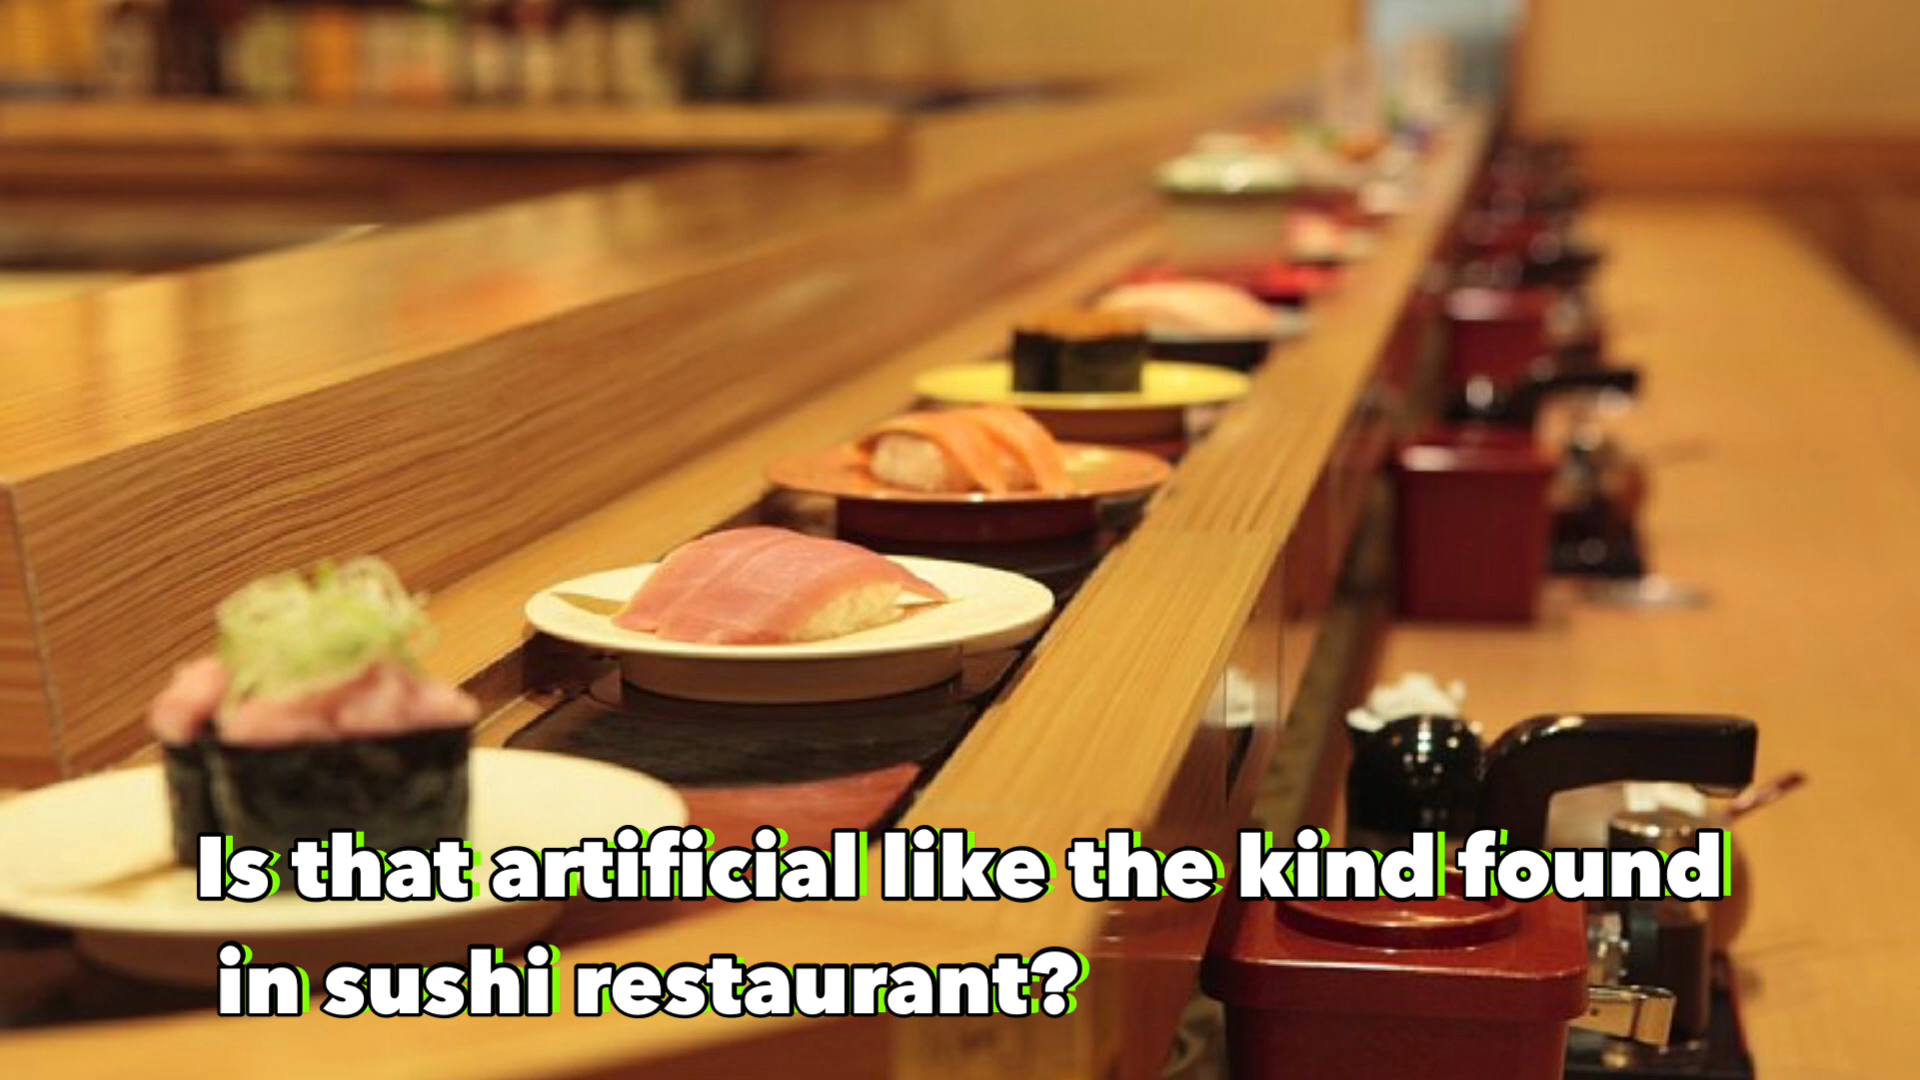 Is that artificial like the kind found
in sushi restaurant?